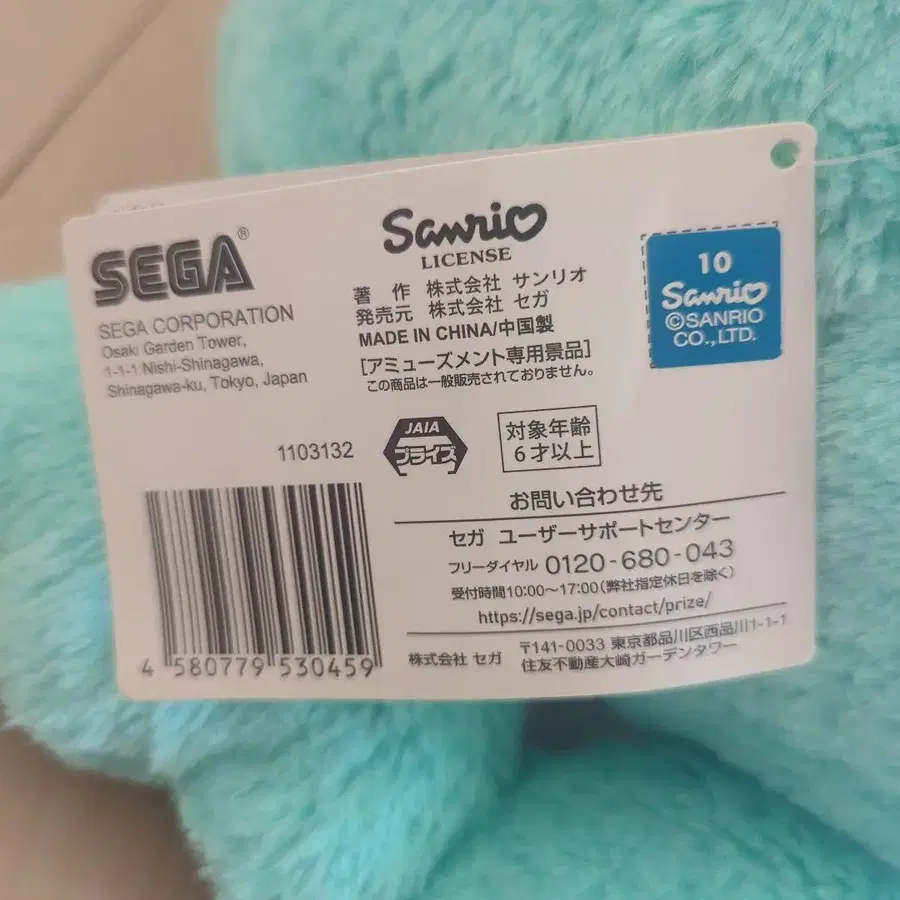 SEGA®
SEGA CORPORATION
Osaki Garden Tower,
1-1-1 Nishi-Shinagawa,
Shinagawa-ku, Tokyo, Japan
Sanrio
LICENSE
著 作 株式会社 サンリオ
発売元 株式会社 セガ
MADE IN CHINA/中国製
[アミューズメント専用景品]
この商品は一般販売されておりません。
10
Sanrio
©SANRIO
CO.,LTD.
1103132
JAIA
プライズ
対象年齢
6才以上
4 580779 530459
お問い合わせ先
セガ ユーザーサポートセンター
フリーダイヤル 0120-680-043
受付時間10:00～17:00(弊社指定休日を除く)
https://sega.jp/contact/prize/
株式会社 セガ
〒141-0033 東京都品川区西品川1-1-1
住友不動産大崎ガーデンタワー